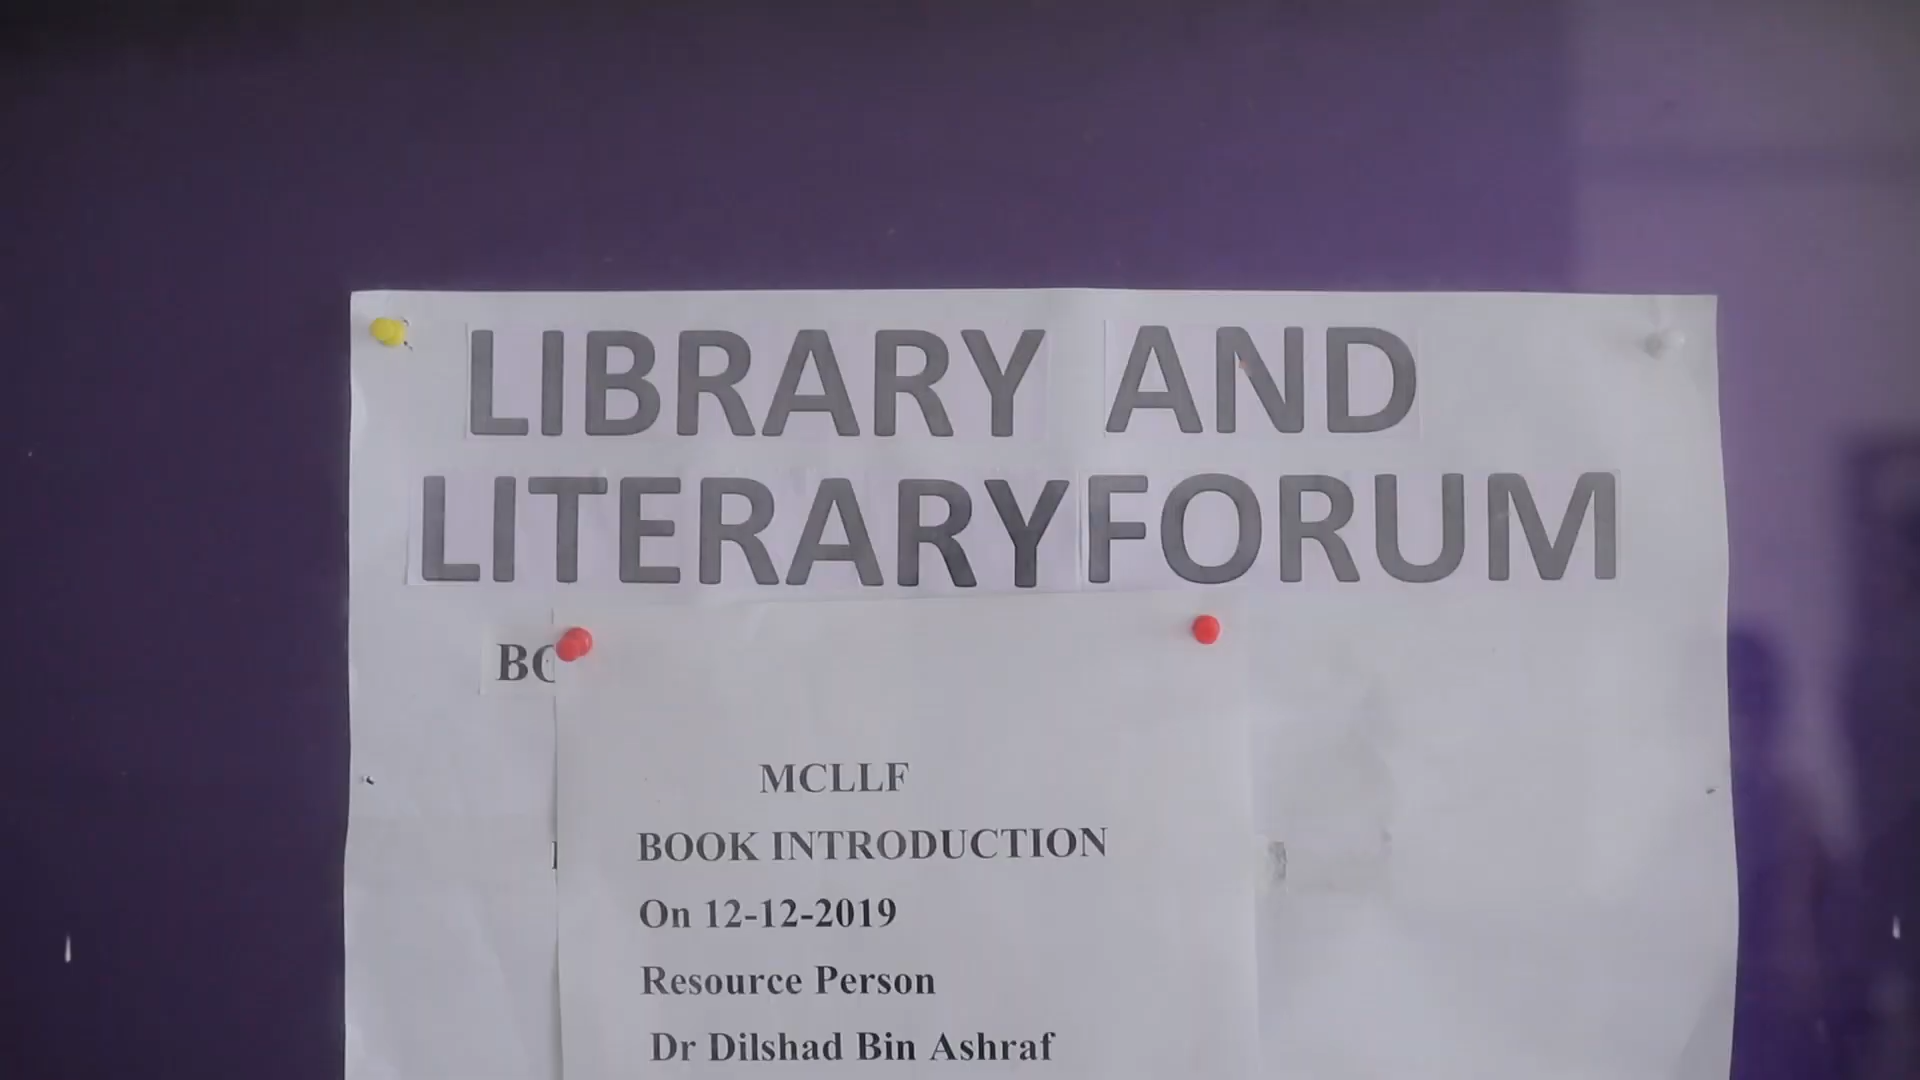 LIBRARY AND
LITERARY FORUM
MCLLF
BOOK INTRODUCTION
On 12-12-2019
Resource Person
Dr Dilshad Bin Ashraf